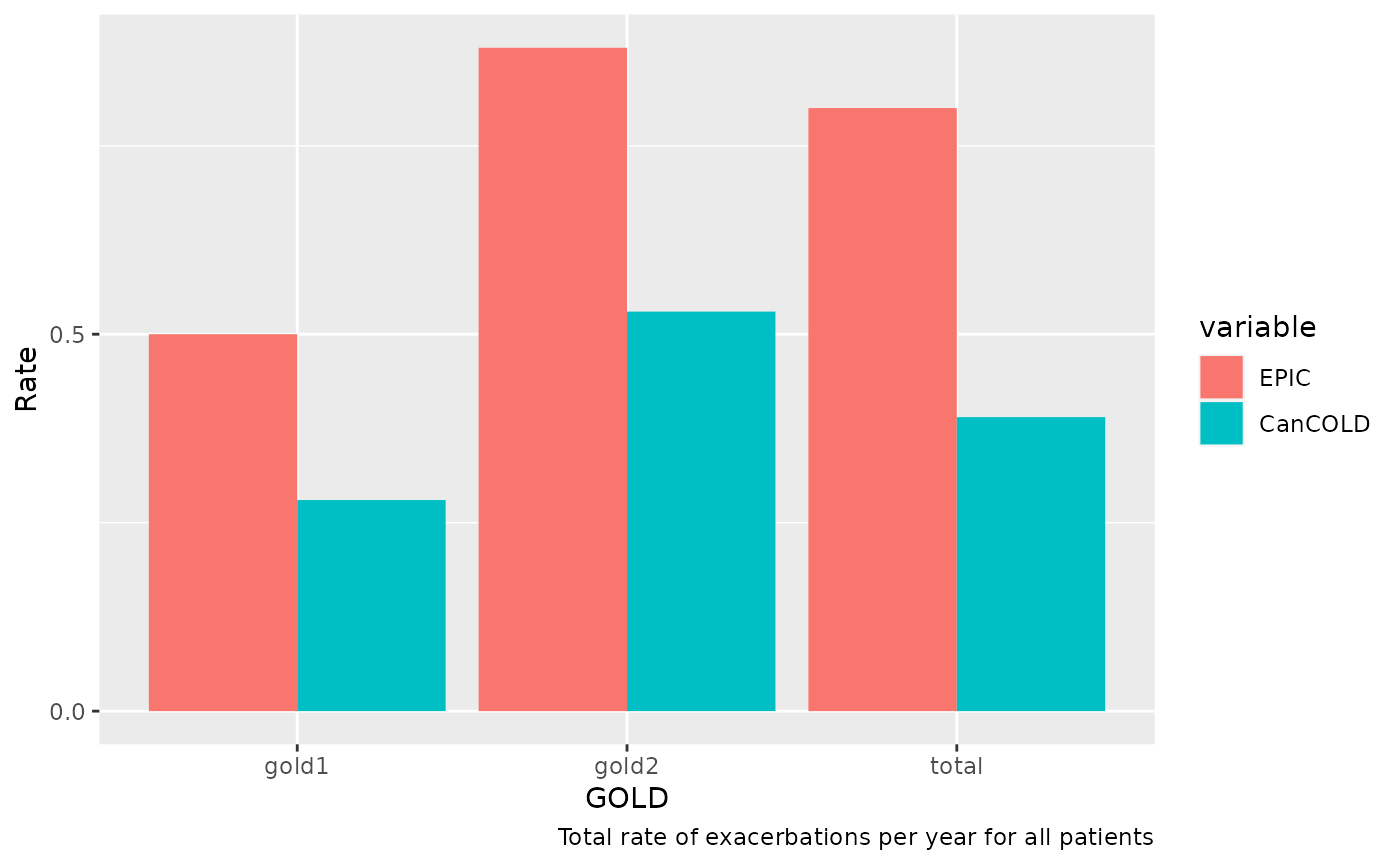 Rate
0.5
0.0
gold1 gold2 total
GOLD
Total rate of exacerbations per year for all patients
variable
EPIC
CanCOLD